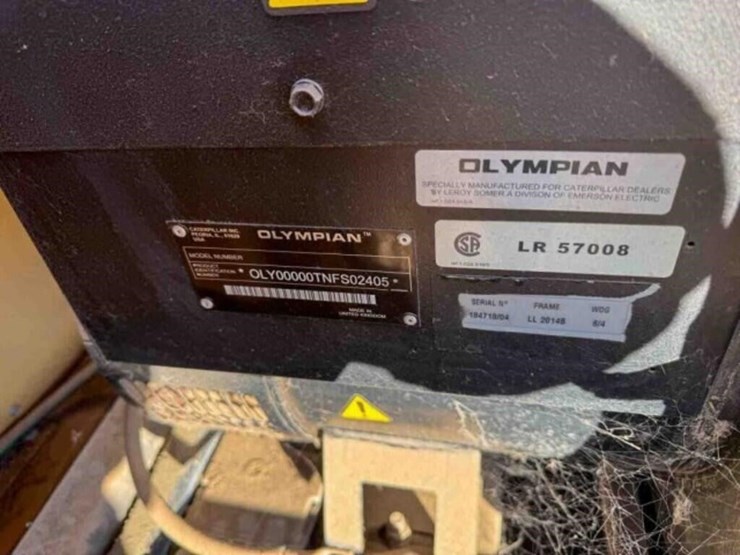 OLYMPIAN
SPECIALLY MANUFACTURED FOR CATERPILLAR DEALERS
BY LEROY SOMER A DIVISON OF EMERSON ELECTRIC
CATERPILLAR INC.
PEORIA, IL,
USA
OLYMPIAN™
MODEL NUMBER
PRODUCT
IDENTIFICATION
NUMBER
* OLY00000TNFS02405 *
MADE IN
UNITED KINGDOM
SA
LR 57008
SERIAL N° FRAME WDG
184718/04 LL 2014B 6/4